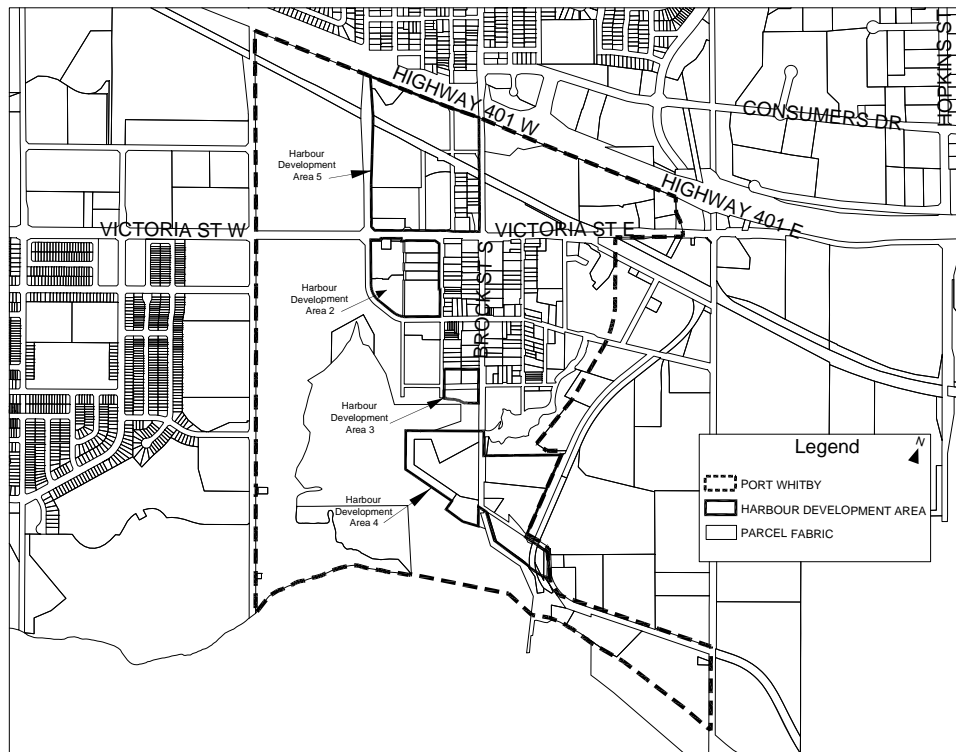 HIGHWAY 401 W
CONSUMERS DR
HOPKINS ST
Harbour
Development
Area 5
HIGHWAY 401 E
VICTORIA ST W
VICTORIA ST E
BROCK ST S
Harbour
Development
Area 2
Harbour
Development
Area 3
Harbour
Development
Area 4
Legend
N
PORT WHITBY
HARBOUR DEVELOPMENT AREA
PARCEL FABRIC